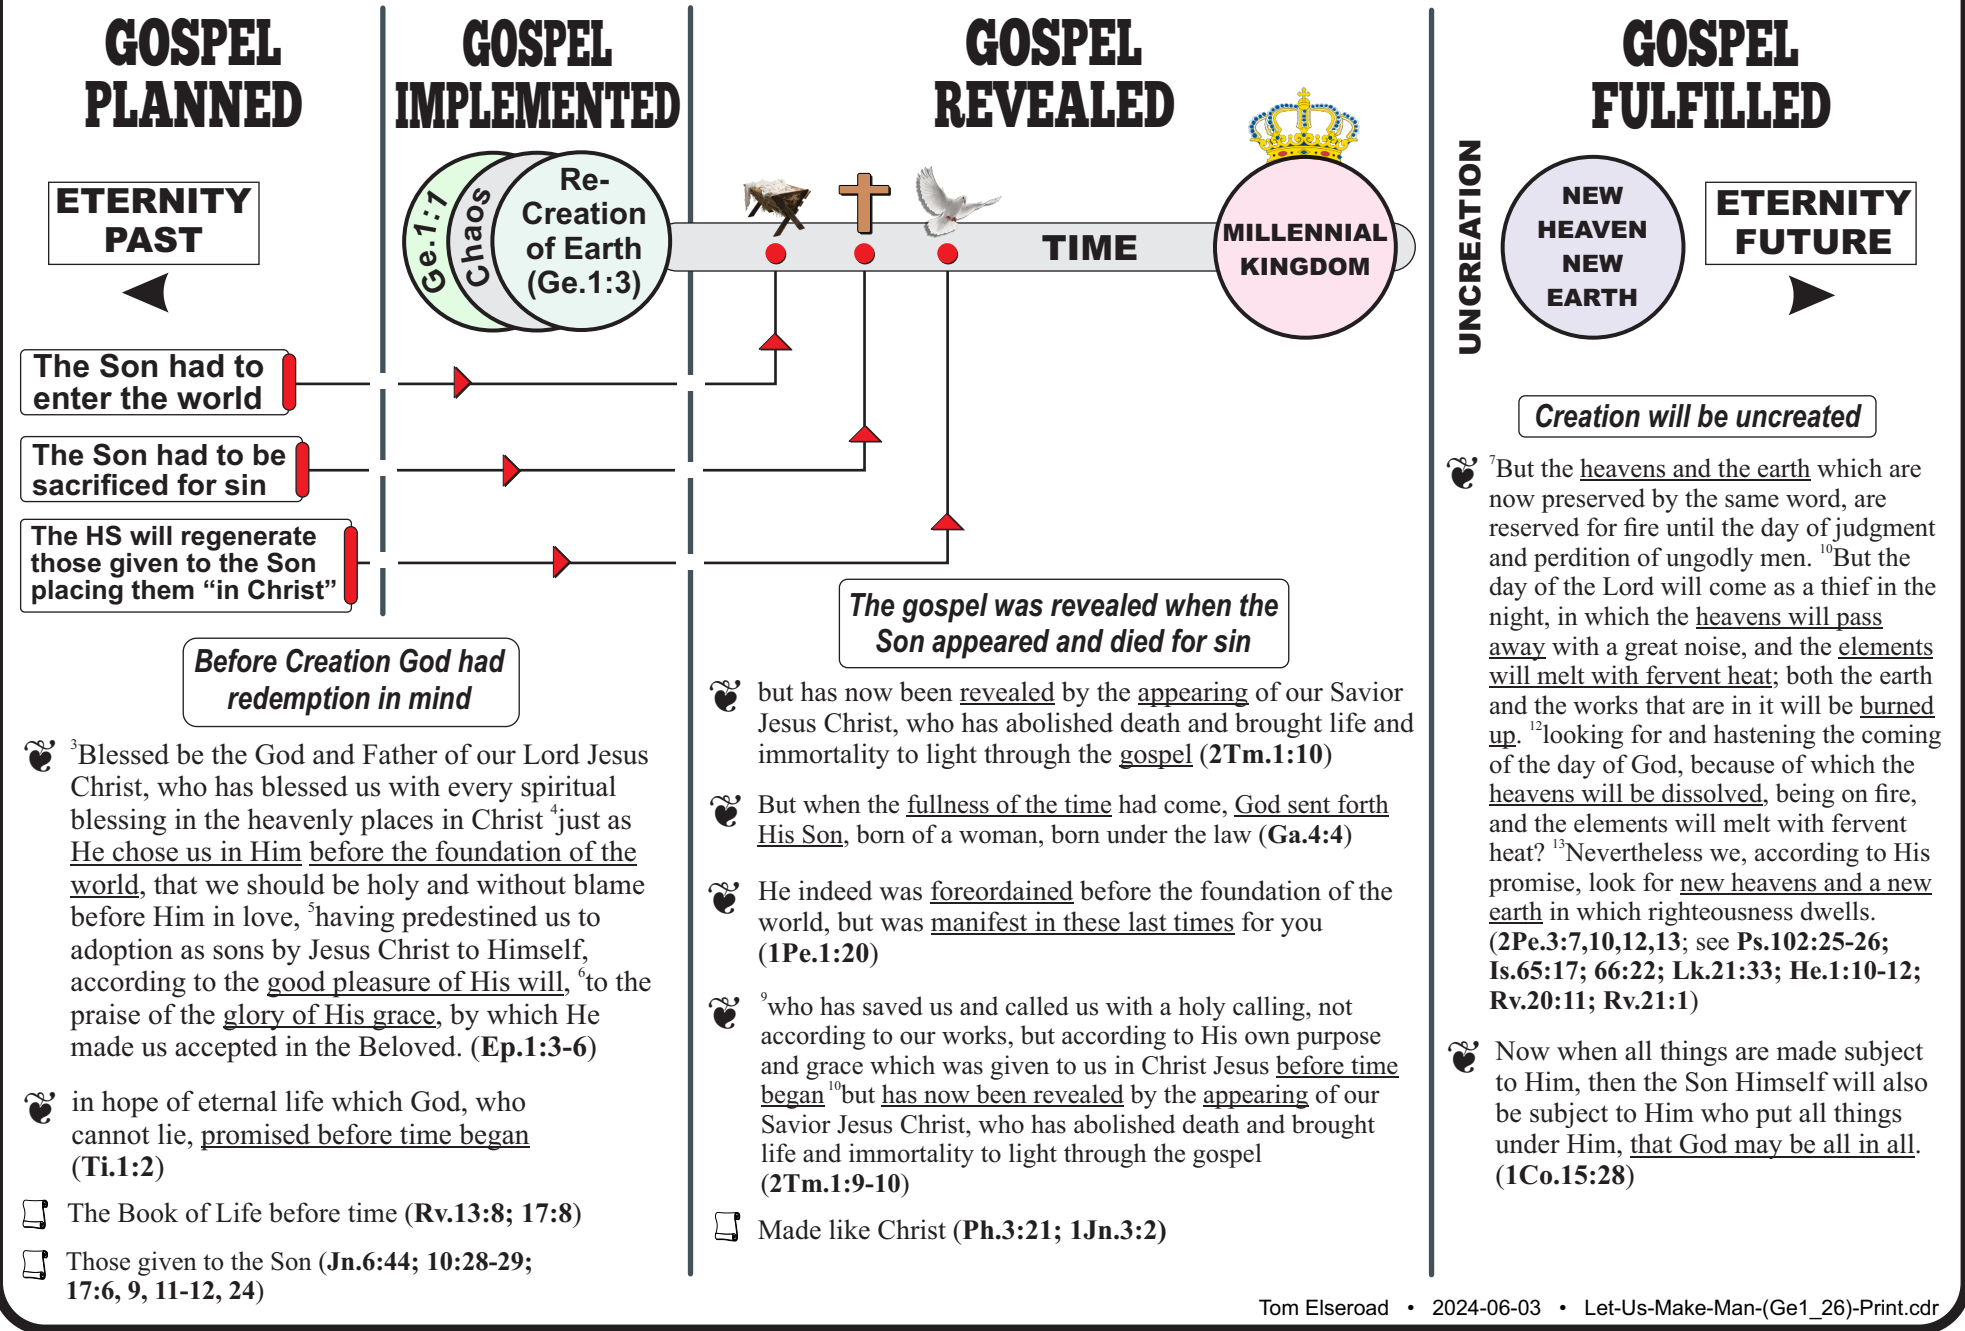 GOSPEL
PLANNED
GOSPEL
IMPLEMENTED
GOSPEL
REVEALED
GOSPEL
FULFILLED
ETERNITY
PAST
Ge.1:1
Chaos
Re-
Creation
of Earth
(Ge.1:3)
TIME
MILLENNIAL
KINGDOM
UNCREATION
NEW
HEAVEN
NEW
EARTH
ETERNITY
FUTURE
The Son had to
enter the world
The Son had to be
sacrificed for sin
The HS will regenerate
those given to the Son
placing them “in Christ”
Before Creation God had
redemption in mind
3Blessed be the God and Father of our Lord Jesus
Christ, who has blessed us with every spiritual
blessing in the heavenly places in Christ 4just as
He chose us in Him before the foundation of the
world, that we should be holy and without blame
before Him in love, 5having predestined us to
adoption as sons by Jesus Christ to Himself,
according to the good pleasure of His will, 6to the
praise of the glory of His grace, by which He
made us accepted in the Beloved. (Ep.1:3-6)
in hope of eternal life which God, who
cannot lie, promised before time began
(Ti.1:2)
The Book of Life before time (Rv.13:8; 17:8)
Those given to the Son (Jn.6:44; 10:28-29;
17:6, 9, 11-12, 24)
The gospel was revealed when the
Son appeared and died for sin
but has now been revealed by the appearing of our Savior
Jesus Christ, who has abolished death and brought life and
immortality to light through the gospel (2Tm.1:10)
But when the fullness of the time had come, God sent forth
His Son, born of a woman, born under the law (Ga.4:4)
He indeed was foreordained before the foundation of the
world, but was manifest in these last times for you
(1Pe.1:20)
9who has saved us and called us with a holy calling, not
according to our works, but according to His own purpose
and grace which was given to us in Christ Jesus before time
began 10but has now been revealed by the appearing of our
Savior Jesus Christ, who has abolished death and brought
life and immortality to light through the gospel
(2Tm.1:9-10)
Made like Christ (Ph.3:21; 1Jn.3:2)
Creation will be uncreated
7But the heavens and the earth which are
now preserved by the same word, are
reserved for fire until the day of judgment
and perdition of ungodly men. 10But the
day of the Lord will come as a thief in the
night, in which the heavens will pass
away with a great noise, and the elements
will melt with fervent heat; both the earth
and the works that are in it will be burned
up. 12looking for and hastening the coming
of the day of God, because of which the
heavens will be dissolved, being on fire,
and the elements will melt with fervent
heat? 13Nevertheless we, according to His
promise, look for new heavens and a new
earth in which righteousness dwells.
(2Pe.3:7,10,12,13; see Ps.102:25-26;
Is.65:17; 66:22; Lk.21:33; He.1:10-12;
Rv.20:11; Rv.21:1)
Now when all things are made subject
to Him, then the Son Himself will also
be subject to Him who put all things
under Him, that God may be all in all.
(1Co.15:28)
Tom Elseroad • 2024-06-03 • Let-Us-Make-Man-(Ge1_26)-Print.cdr